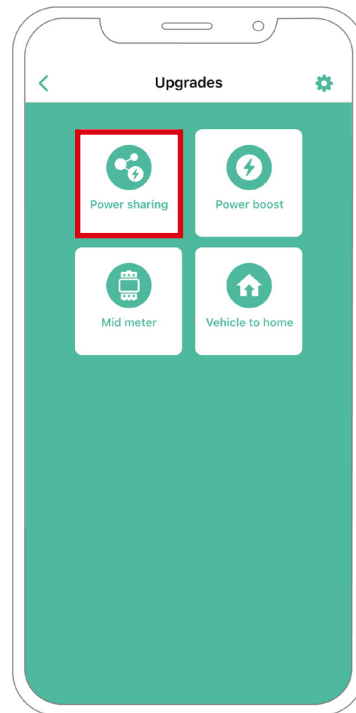 Upgrades
Power sharing
Power boost
Mid meter
Vehicle to home